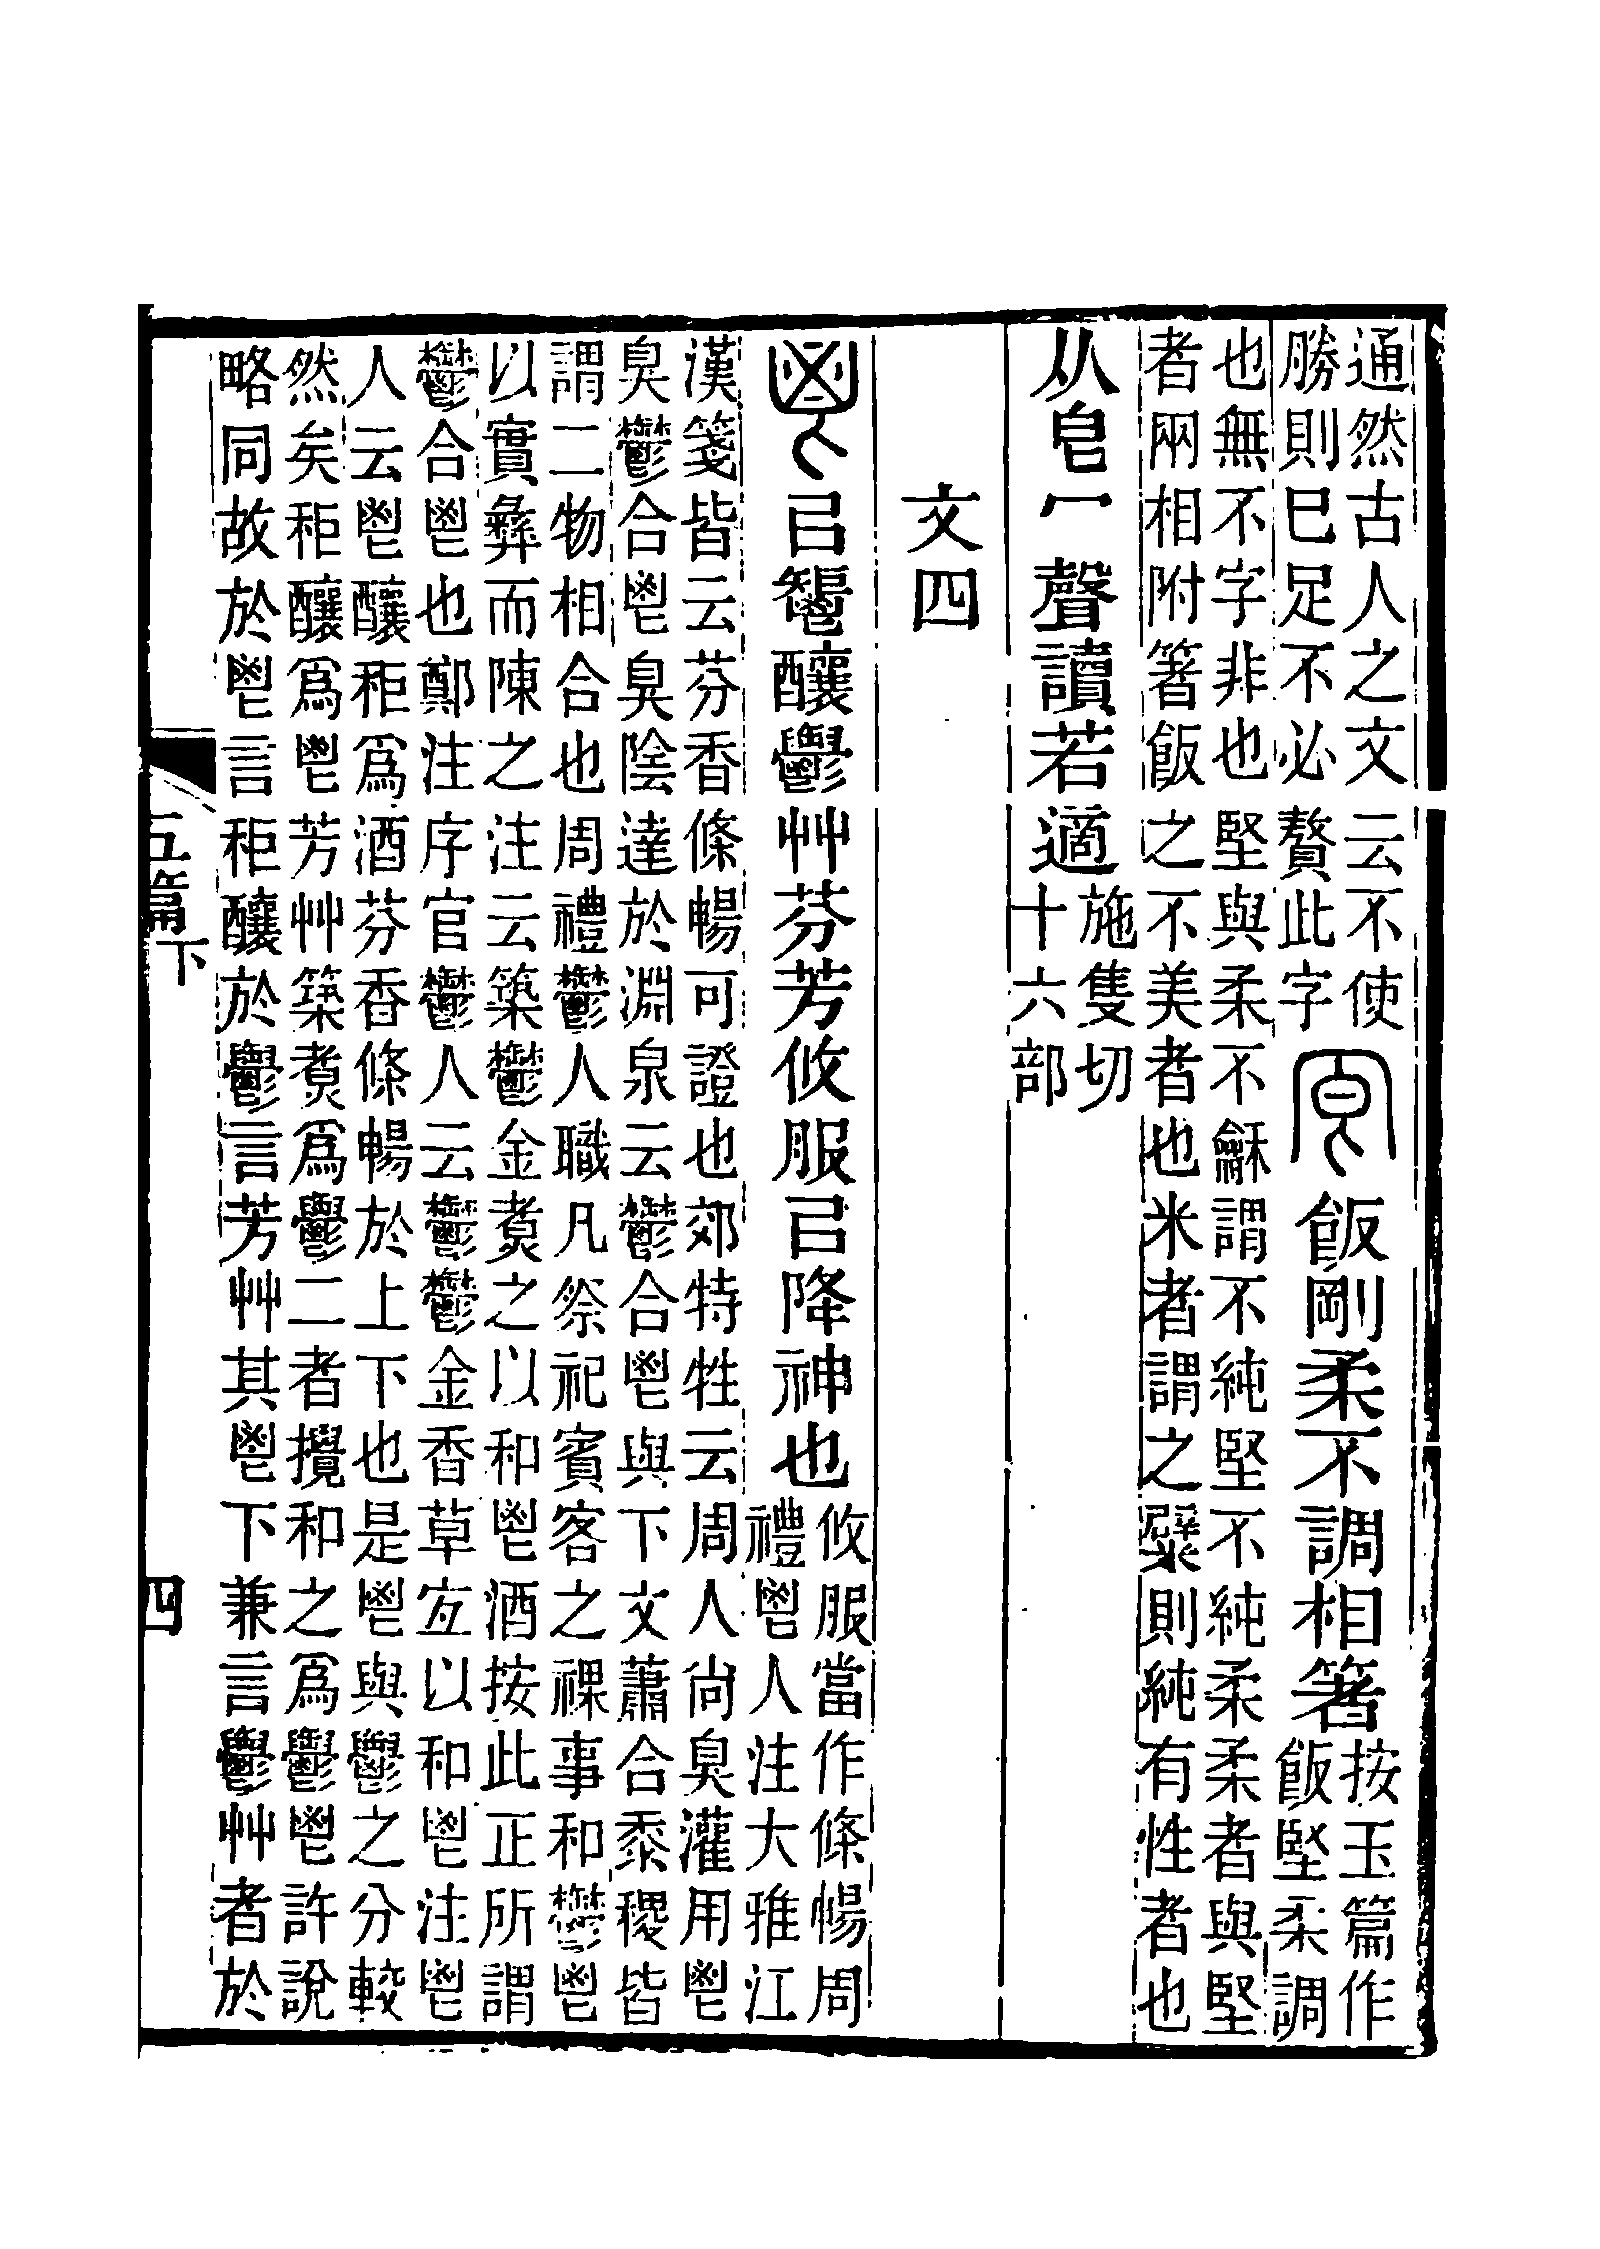 通然古人之文云不使
勝則巳足不必贅此字
冟飯剛柔不調相箸
按玉篇作
飯堅柔調
也無不字非也堅與柔不龢謂不純堅不純柔柔者與堅
者兩相附箸飯之不美者也米者謂之糪則純有性者也
从皀冂聲讀若適
施隻切
十六部
文四
鬯㠯𩰤釀𩰪艸芬芳攸服㠯降神也
攸服當作條暢周
禮鬯人注大雅江
漢箋皆云芬香條暢可證也郊特牲云周人尙臭灌用鬯
臭鬱合鬯臭陰達於淵泉云鬱合鬯與下文蕭合黍稷皆
謂二物相合也周禮鬱人職凡祭祀賓客之祼事和鬱鬯
以實彝而陳之注云築鬱金煑之以和鬯酒按此正所謂
鬱合鬯也鄭注序官鬱人云鬱鬱金香草宐以和鬯注鬯
人云鬯釀秬爲酒芬香條暢於上下也是鬯與𩰪之分較
然矣秬釀爲鬯芳艸築煑爲𩰪二者攪和之爲𩰪鬯許說
略同故於鬯言秬釀於𩰪言芳艸其鬯下兼言𩰪艸者於
五篇下
四